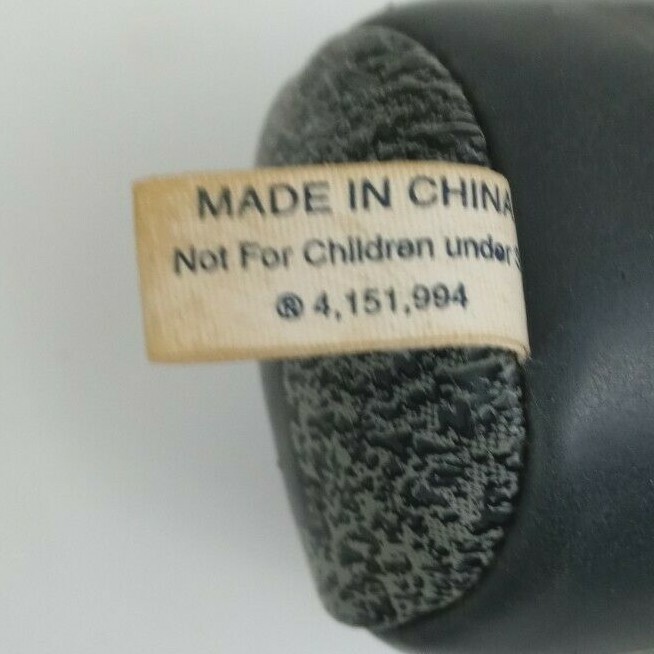 MADE IN CHINA
Not For Children under
® 4,151,994